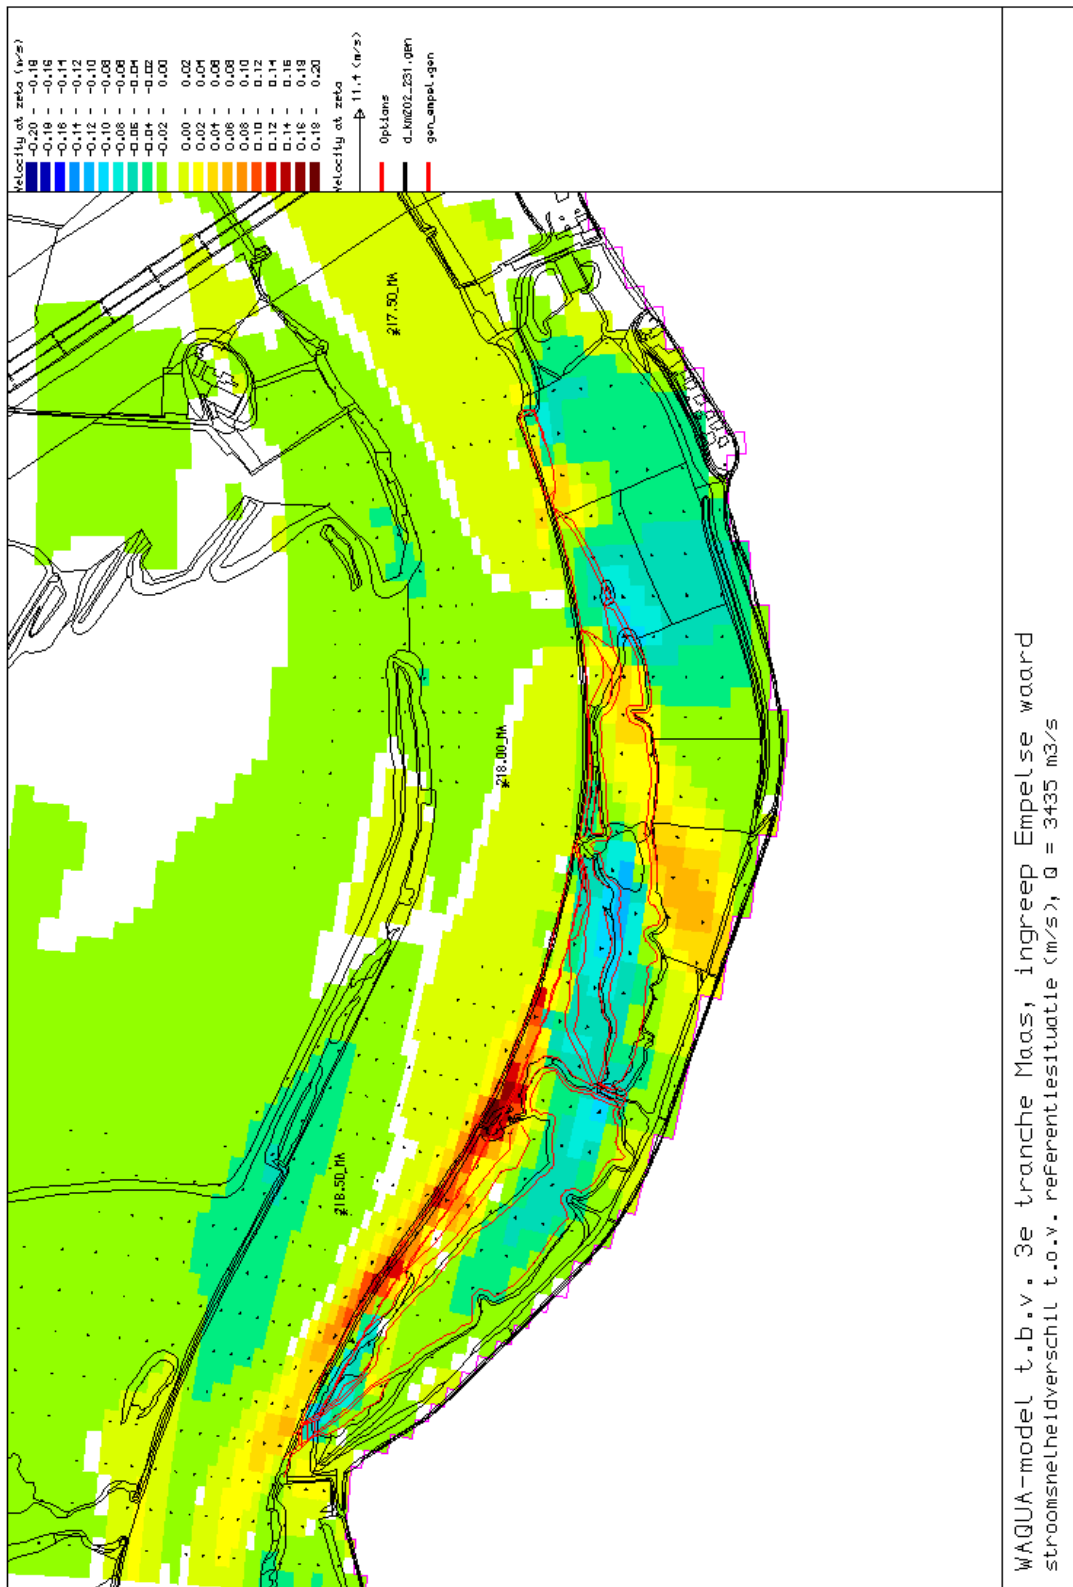 Velocity at zeta (m/s)
-0.20 - -0.18
-0.18 - -0.16
-0.16 - -0.14
-0.14 - -0.12
-0.12 - -0.10
-0.10 - -0.08
-0.08 - -0.06
-0.06 - -0.04
-0.04 - -0.02
-0.02 - 0.00
0.00 - 0.02
0.02 - 0.04
0.04 - 0.06
0.06 - 0.08
0.08 - 0.10
0.10 - 0.12
0.12 - 0.14
0.14 - 0.16
0.16 - 0.18
0.18 - 0.20
Velocity at zeta
11.4 (m/s)
Options
d_km202_231.gen
gen_empel.gen
217.50_MA
218.00_MA
218.50_MA
WAQUA-model t.b.v. 3e tranche Maas, ingreep Empelse waard
stroomsnelheidverschil t.o.v. referentiesituatie (m/s), Q = 3435 m3/s